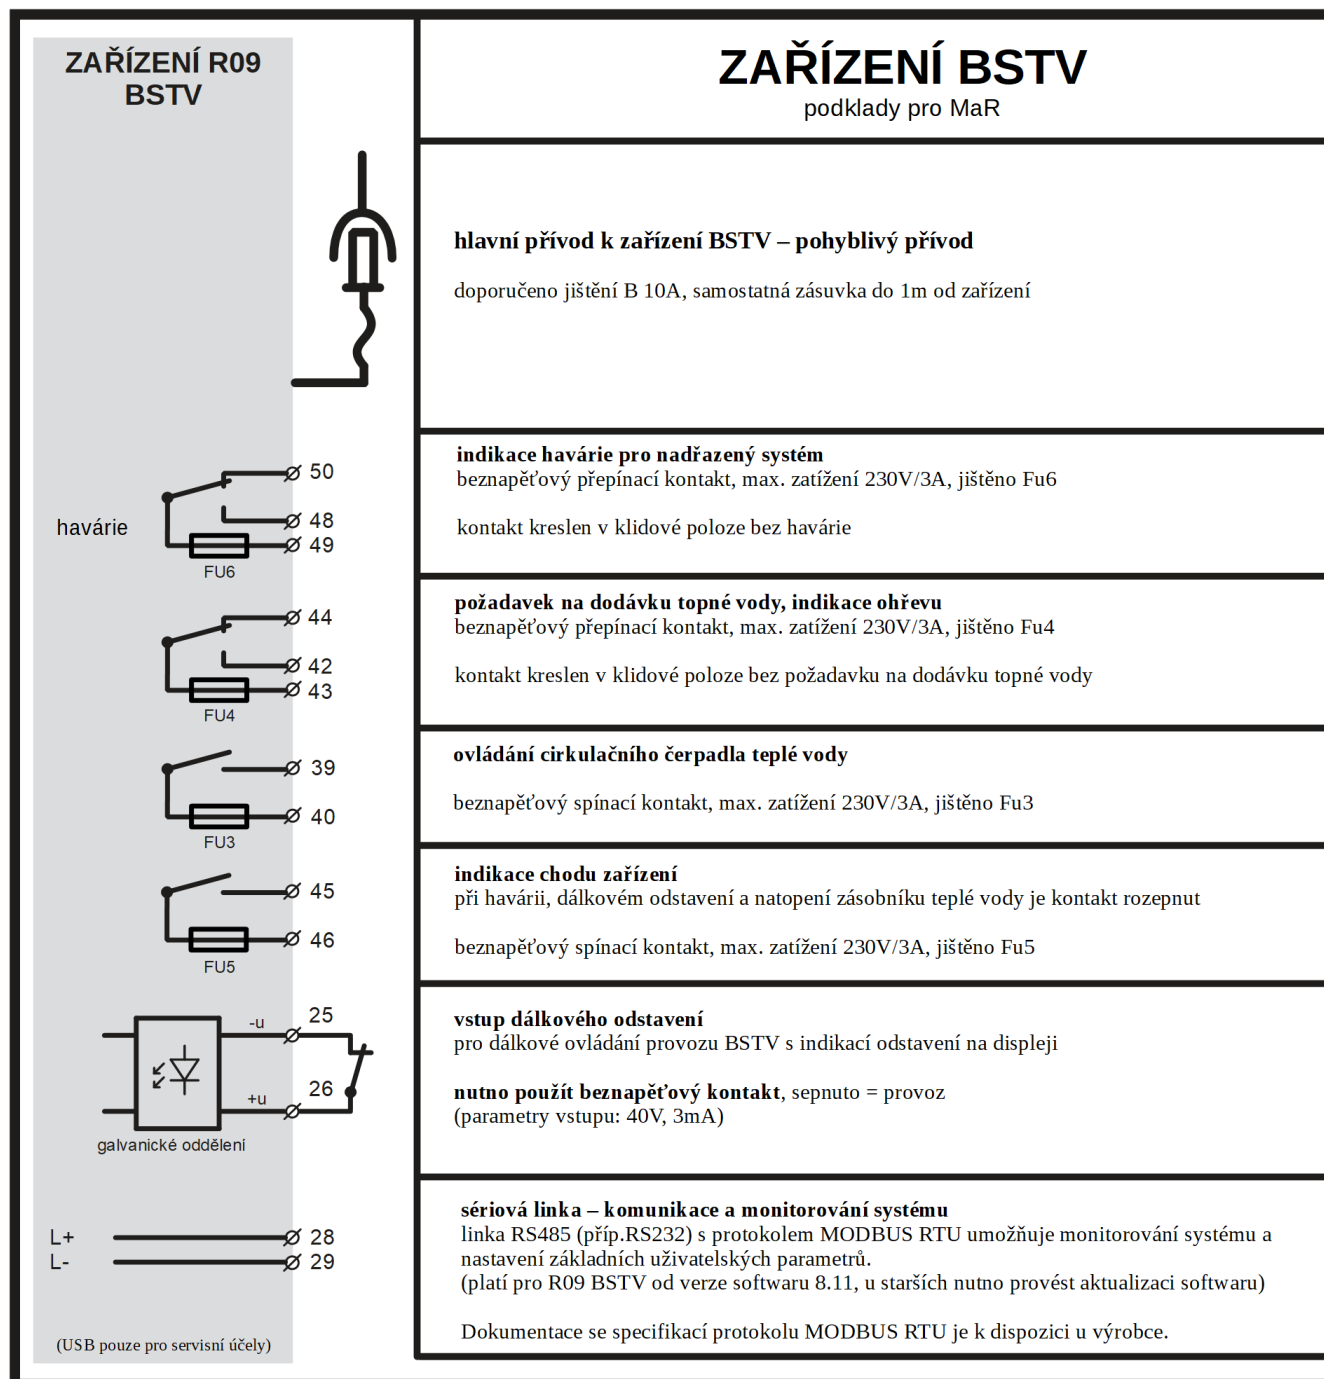 ZAŘÍZENÍ R09
BSTV
ZAŘÍZENÍ BSTV
podklady pro MaR
hlavní přívod k zařízení BSTV – pohyblivý přívod
doporučeno jištění B 10A, samostatná zásuvka do 1m od zařízení
havárie
50
48
49
FU6
indikace havárie pro nadřazený systém
beznapěťový přepínací kontakt, max. zatížení 230V/3A, jištěno Fu6
kontakt kreslen v klidové poloze bez havárie
44
42
43
FU4
požadavek na dodávku topné vody, indikace ohřevu
beznapěťový přepínací kontakt, max. zatížení 230V/3A, jištěno Fu4
kontakt kreslen v klidové poloze bez požadavku na dodávku topné vody
39
40
FU3
ovládání cirkulačního čerpadla teplé vody
beznapěťový spínací kontakt, max. zatížení 230V/3A, jištěno Fu3
45
46
FU5
indikace chodu zařízení
při havárii, dálkovém odstavení a natopení zásobníku teplé vody je kontakt rozepnut
beznapěťový spínací kontakt, max. zatížení 230V/3A, jištěno Fu5
-u
25
+u
26
galvanické oddělení
vstup dálkového odstavení
pro dálkové ovládání provozu BSTV s indikací odstavení na displeji
nutno použít beznapěťový kontakt, sepnuto = provoz
(parametry vstupu: 40V, 3mA)
L+
28
L-
29
(USB pouze pro servisní účely)
sériová linka – komunikace a monitorování systému
linka RS485 (příp.RS232) s protokolem MODBUS RTU umožňuje monitorování systému a
nastavení základních uživatelských parametrů.
(platí pro R09 BSTV od verze softwaru 8.11, u starších nutno provést aktualizaci softwaru)
Dokumentace se specifikací protokolu MODBUS RTU je k dispozici u výrobce.